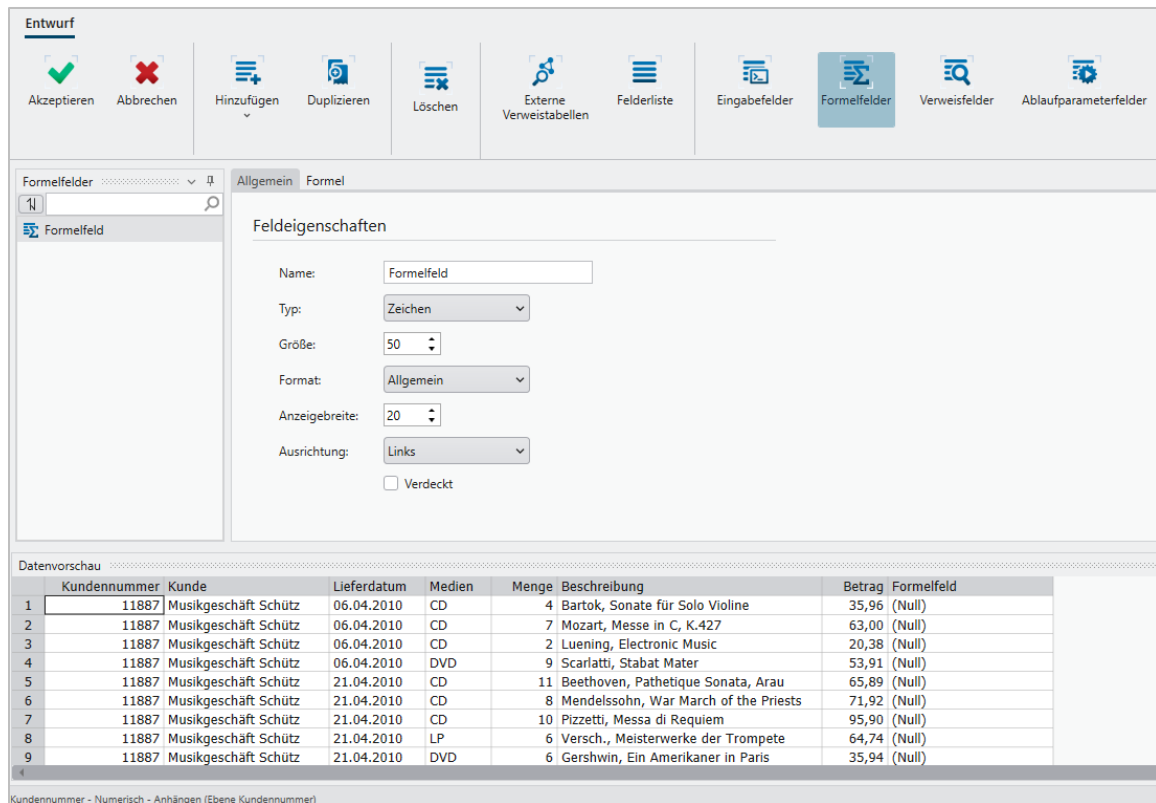 Entwurf
Akzeptieren Abbrechen Hinzufügen Duplizieren Löschen Externe Verweistabellen Felderliste Eingabefelder Formelfelder Verweisfelder Ablaufparameterfelder
Formelfelder Allgemein Formel
Formelfeld
Feldeigenschaften
Name: Formelfeld
Typ: Zeichen
Größe: 50
Format: Allgemein
Anzeigebreite: 20
Ausrichtung: Links
Verdeckt
Datenvorschau
Kundennummer Kunde Lieferdatum Medien Menge Beschreibung Betrag Formelfeld
1 11887 Musikgeschäft Schütz 06.04.2010 CD 4 Bartok, Sonate für Solo Violine 35,96 (Null)
2 11887 Musikgeschäft Schütz 06.04.2010 CD 7 Mozart, Messe in C, K.427 63,00 (Null)
3 11887 Musikgeschäft Schütz 06.04.2010 CD 2 Luening, Electronic Music 20,38 (Null)
4 11887 Musikgeschäft Schütz 06.04.2010 DVD 9 Scarlatti, Stabat Mater 53,91 (Null)
5 11887 Musikgeschäft Schütz 21.04.2010 CD 11 Beethoven, Pathetique Sonata, Arau 65,89 (Null)
6 11887 Musikgeschäft Schütz 21.04.2010 CD 8 Mendelssohn, War March of the Priests 71,92 (Null)
7 11887 Musikgeschäft Schütz 21.04.2010 CD 10 Pizzetti, Messa di Requiem 95,90 (Null)
8 11887 Musikgeschäft Schütz 21.04.2010 LP 6 Versch., Meisterwerke der Trompete 64,74 (Null)
9 11887 Musikgeschäft Schütz 21.04.2010 DVD 6 Gershwin, Ein Amerikaner in Paris 35,94 (Null)
Kundennummer - Numerisch - Anhängen (Ebene Kundennummer)